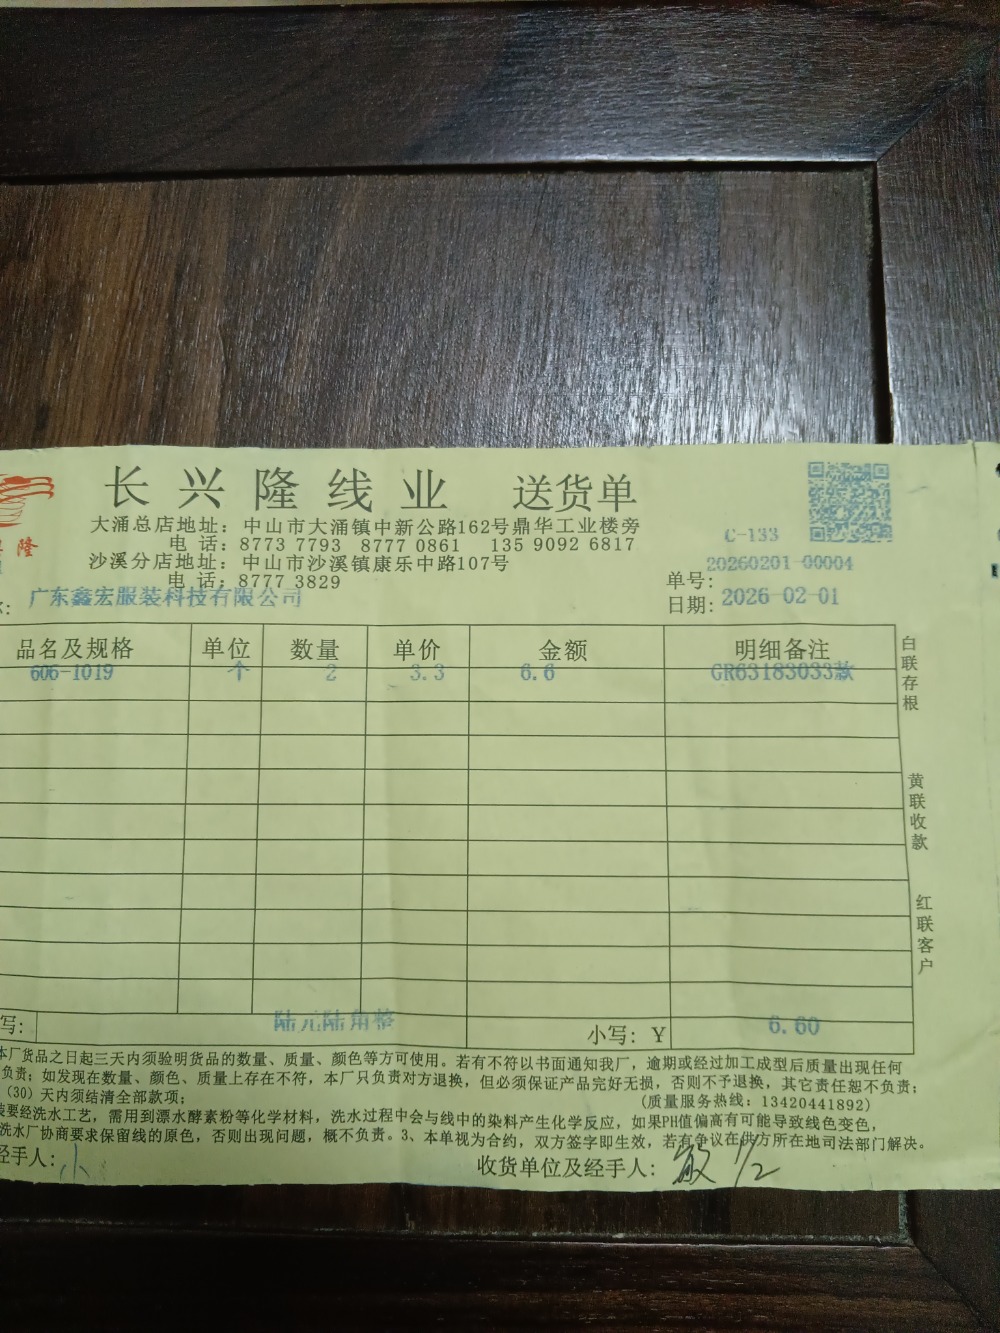 隆
长兴隆线业 送货单
大涌总店地址：中山市大涌镇中新公路162号鼎华工业楼旁
电 话：8773 7793 8777 0861 135 9092 6817
沙溪分店地址：中山市沙溪镇康乐中路107号
电 话：8777 3829
C-133
20260201-00004
单号：
日期：2026-02-01
广东鑫宏服装科技有限公司
品名及规格 单位 数量 单价 金额 明细备注
606-1019 个 2 3.3 6.6 GR63183033款
白联存根
黄联收款
红联客户
写： 陆元陆角整 小写：￥ 6.60
本厂货品之日起三天内须验明货品的数量、质量、颜色等方可使用。若有不符以书面通知我厂，逾期或经过加工成型后质量出现任何
负责；如发现在数量、颜色、质量上存在不符，本厂只负责对方退换，但必须保证产品完好无损，否则不予退换，其它责任恕不负责；
（30）天内须结清全部款项； （质量服务热线：13420441892）
装要经洗水工艺，需用到漂水酵素粉等化学材料，洗水过程中会与线中的染料产生化学反应，如果PH值偏高有可能导致线色变色，
洗水厂协商要求保留线的原色，否则出现问题，概不负责。3、本单视为合约，双方签字即生效，若有争议在供方所在地司法部门解决。
经手人：小 收货单位及经手人：敏 1/2